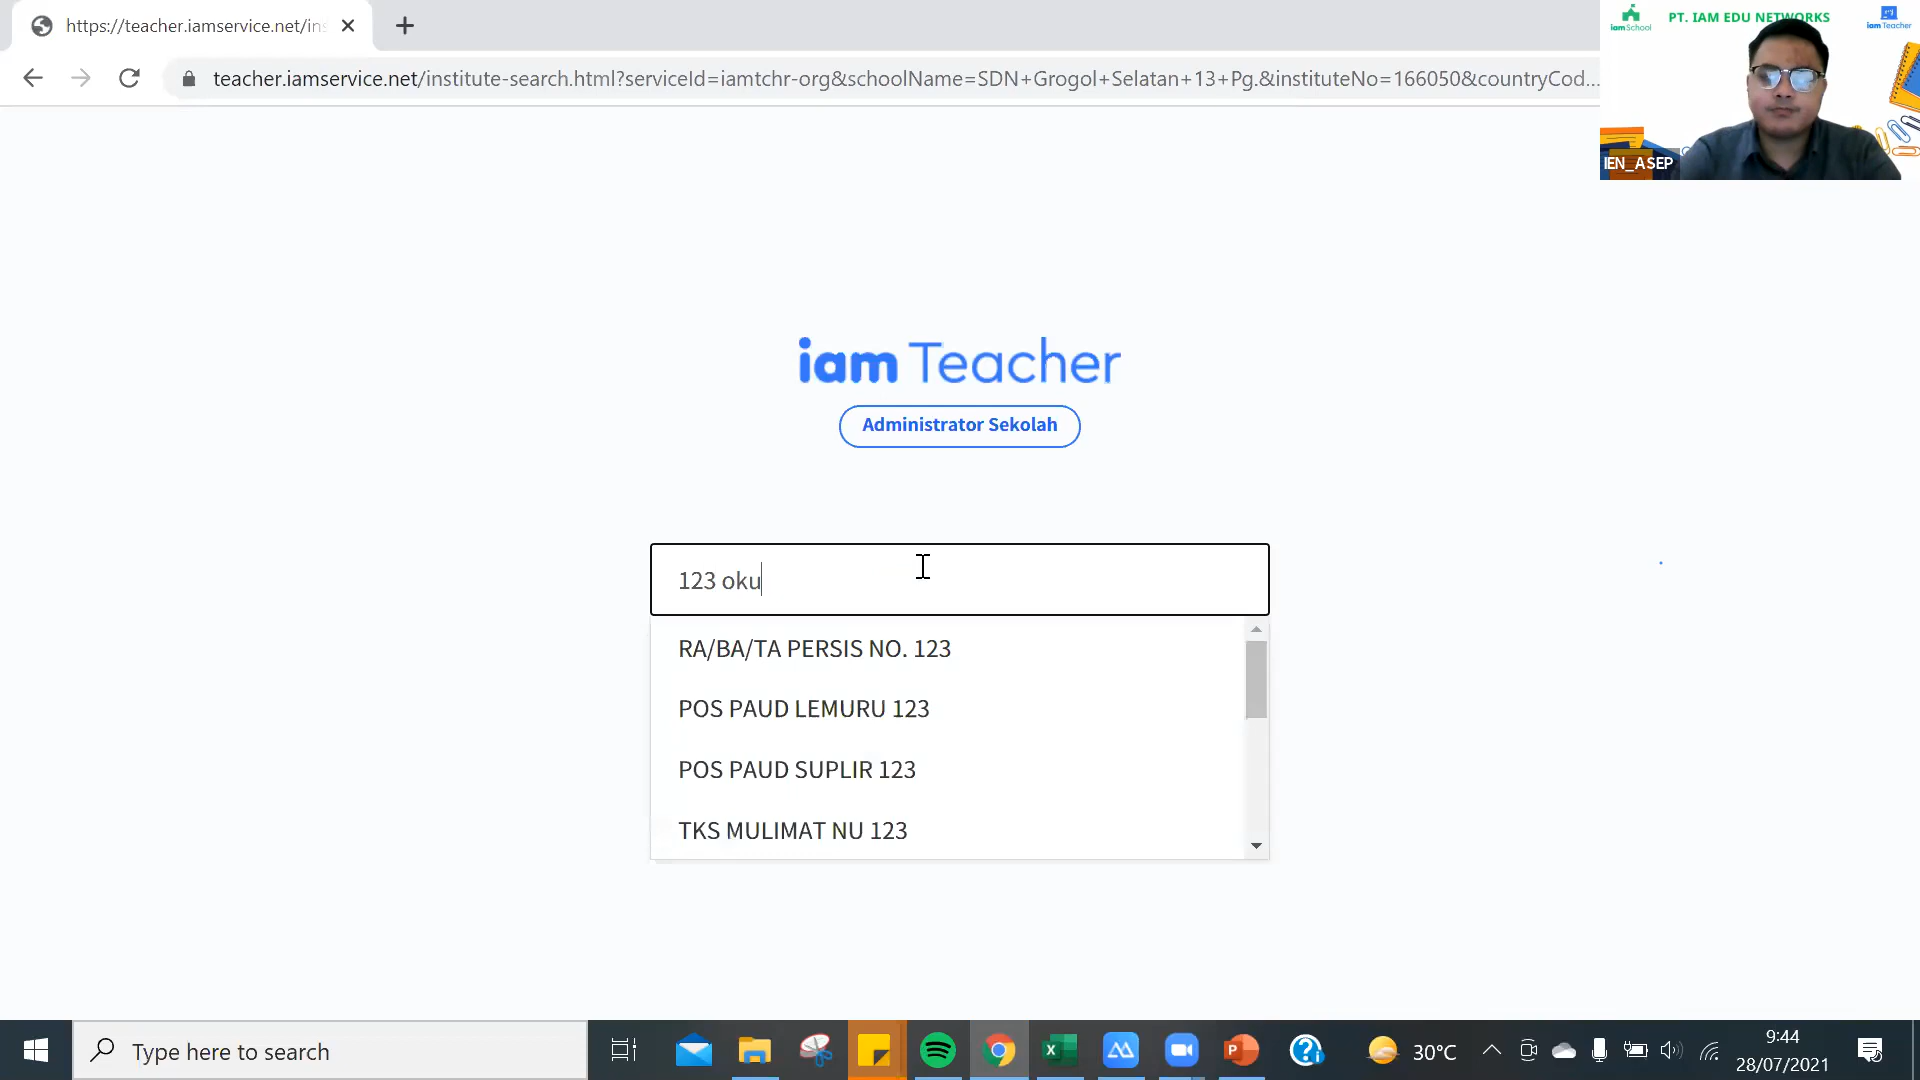 https://teacher.iamservice.net/ins
teacher.iamservice.net/institute-search.html?serviceId=iamtchr-org&schoolName=SDN+Grogol+Selatan+13+Pg.&instituteNo=166050&countryCod...
iamSchool
PT. IAM EDU NETWORKS
iamTeacher
IEN_ASEP
iam Teacher
Administrator Sekolah
123 oku
RA/BA/TA PERSIS NO. 123
POS PAUD LEMURU 123
POS PAUD SUPLIR 123
TKS MULIMAT NU 123
Type here to search
30°C
9:44
28/07/2021